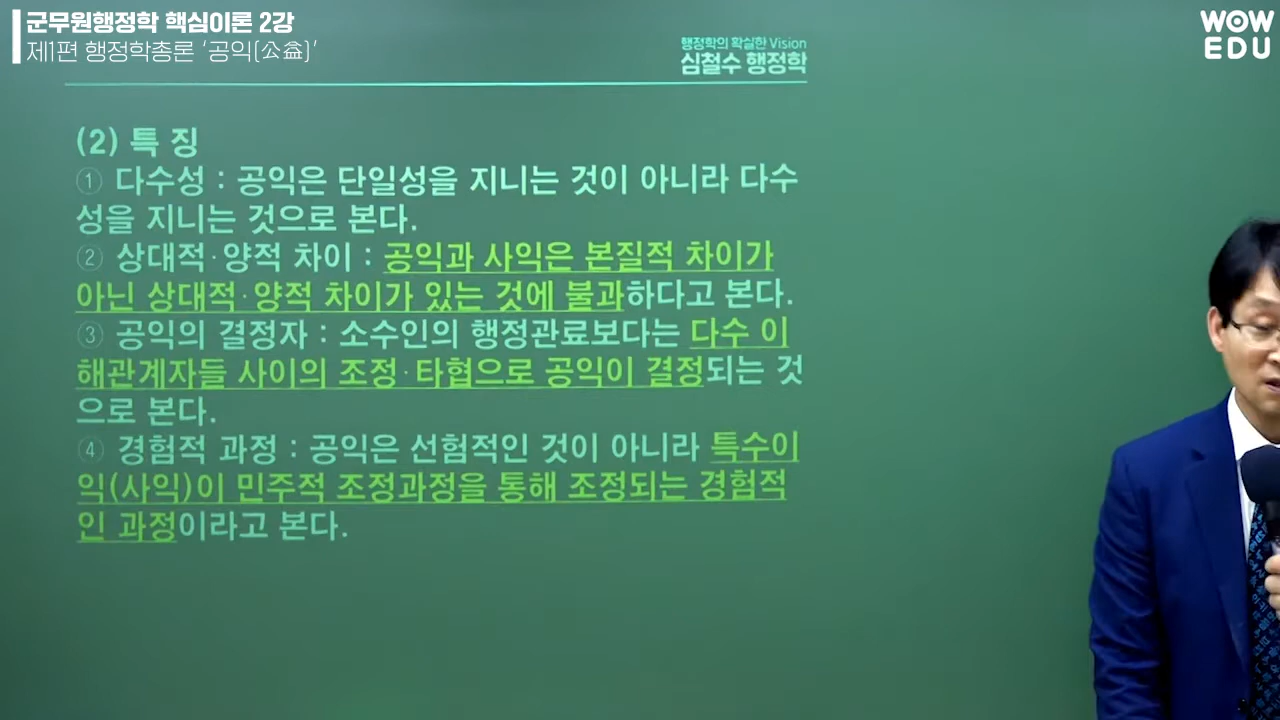 군무원행정학 핵심이론 2강
제1편 행정학총론 '공익(公益)'
WOW
EDU
행정학의 확실한 Vision
심철수 행정학
(2) 특 징
① 다수성 : 공익은 단일성을 지니는 것이 아니라 다수
성을 지니는 것으로 본다.
② 상대적·양적 차이 : 공익과 사익은 본질적 차이가
아닌 상대적·양적 차이가 있는 것에 불과하다고 본다.
③ 공익의 결정자 : 소수인의 행정관료보다는 다수 이
해관계자들 사이의 조정·타협으로 공익이 결정되는 것
으로 본다.
④ 경험적 과정 : 공익은 선험적인 것이 아니라 특수이
익(사익)이 민주적 조정과정을 통해 조정되는 경험적
인 과정이라고 본다.